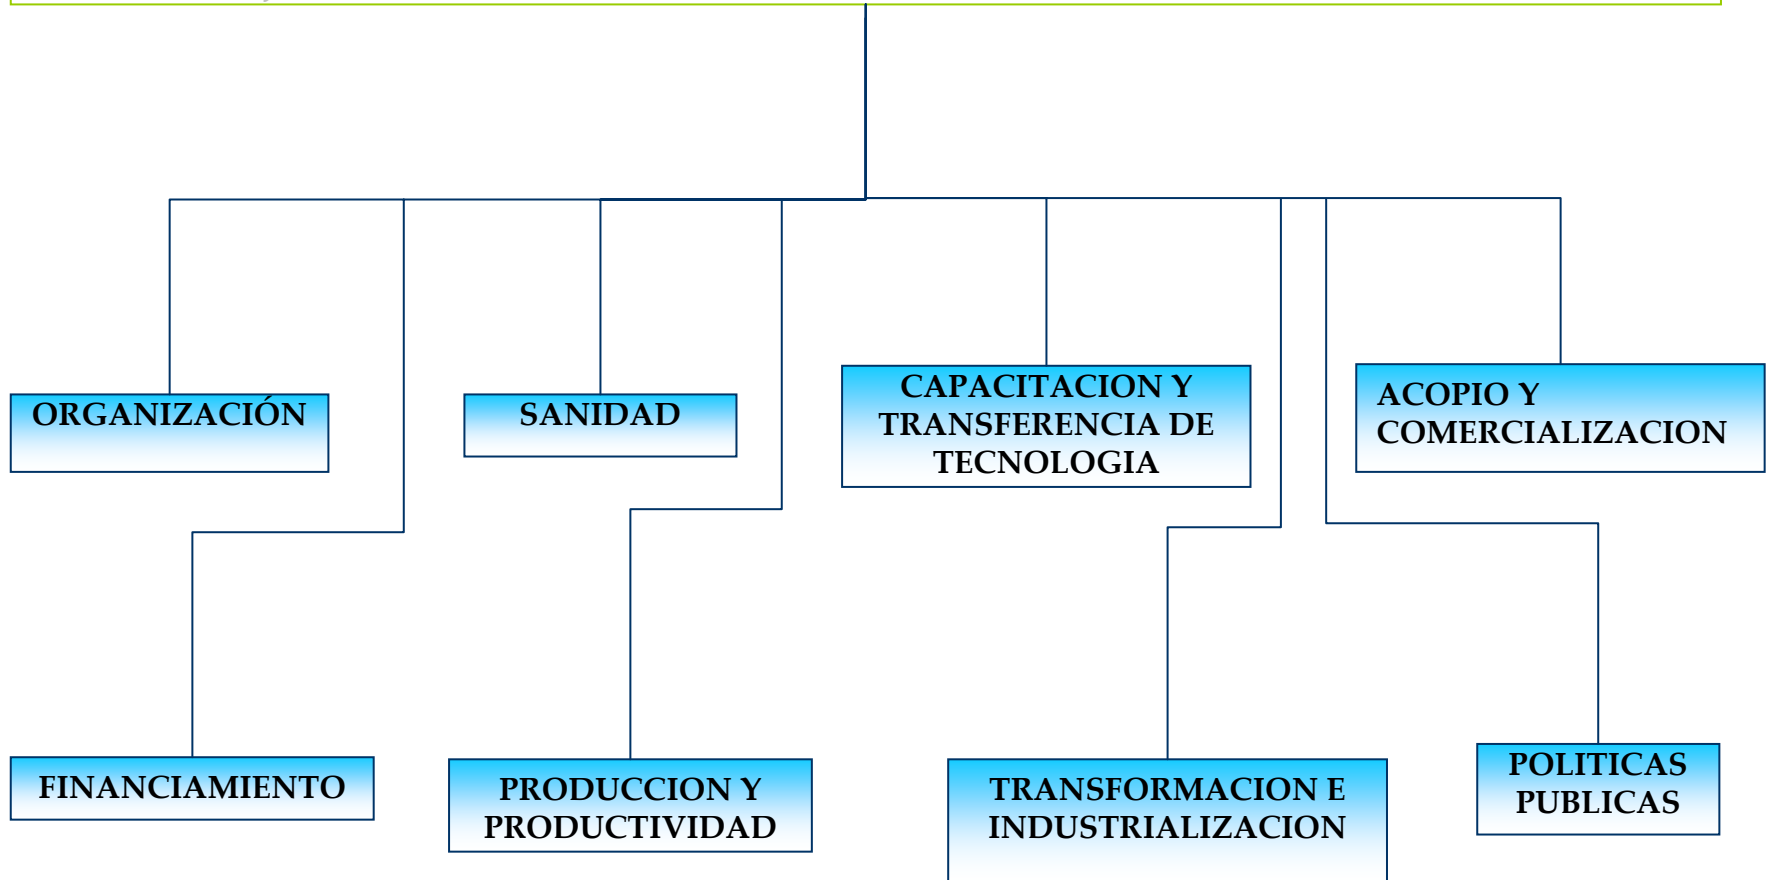 ORGANIZACIÓN
SANIDAD
CAPACITACION Y
TRANSFERENCIA DE
TECNOLOGIA
ACOPIO Y
COMERCIALIZACION
FINANCIAMIENTO
PRODUCCION Y
PRODUCTIVIDAD
TRANSFORMACION E
INDUSTRIALIZACION
POLITICAS
PUBLICAS